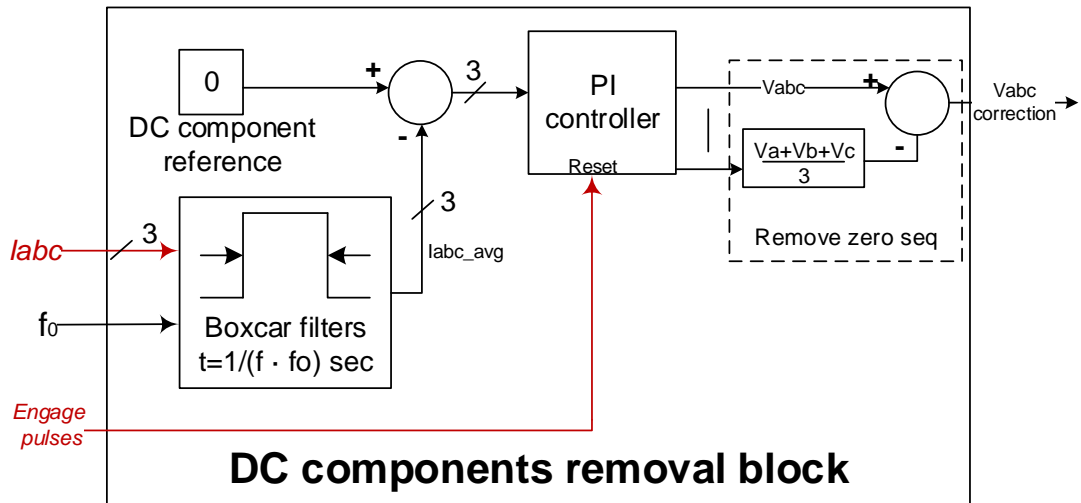 0
DC component
reference
+
-
3
PI
controller
Reset
Vabc
Va+Vb+Vc
3
+
-
Remove zero seq
Vabc
correction
3
Iabc_avg
Iabc
3
f0
Boxcar filters
t=1/(f · fo) sec
Engage
pulses
DC components removal block